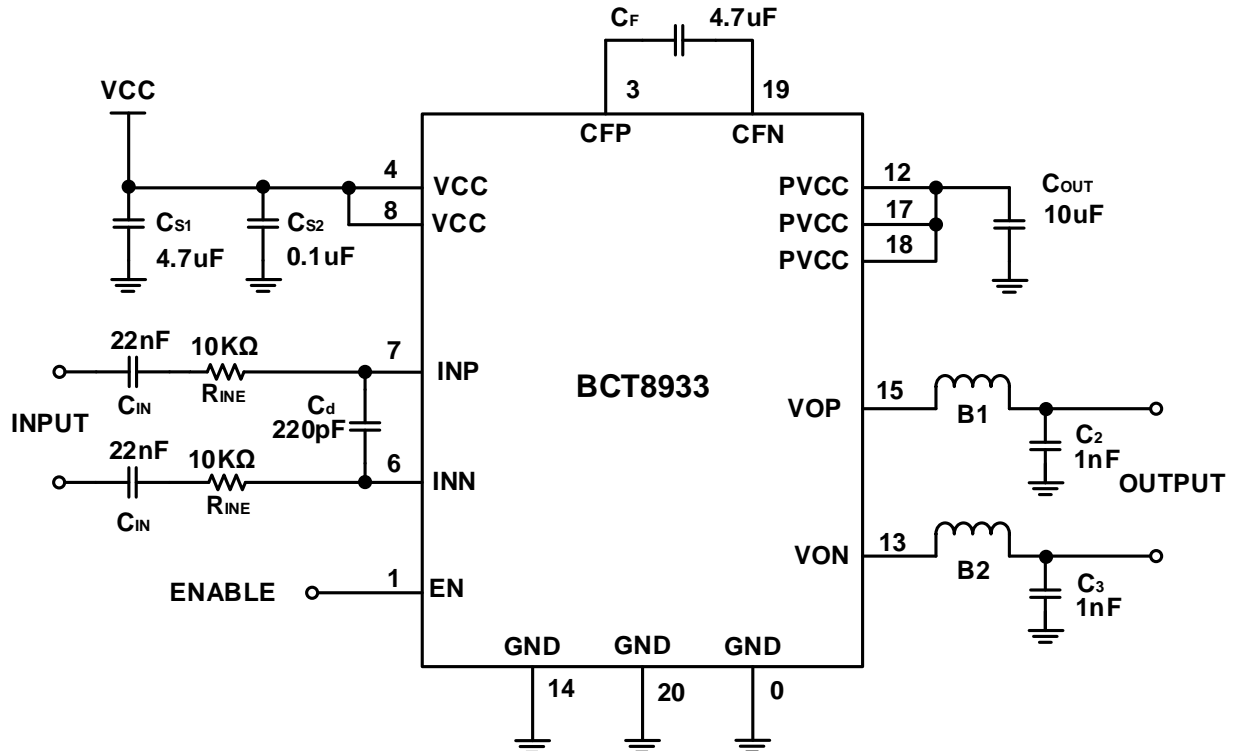 CF 4.7uF
3 19
CFP CFN
VCC
4 VCC
8 VCC
CS1
4.7uF
CS2
0.1uF
PVCC 12
PVCC 17
PVCC 18
COUT
10uF
22nF 10KΩ
7 INP
CIN RINE
INPUT
Cd
220pF
22nF 10KΩ
6 INN
CIN RINE
BCT8933
VOP 15
B1
C2
1nF
OUTPUT
VON 13
B2
C3
1nF
ENABLE 1 EN
GND GND GND
14 20 0